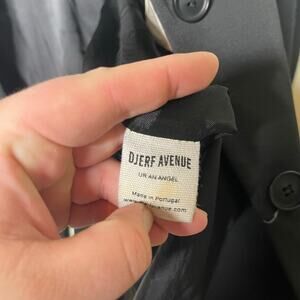 DJERF AVENUE
UR AN ANGEL
Made in Portugal